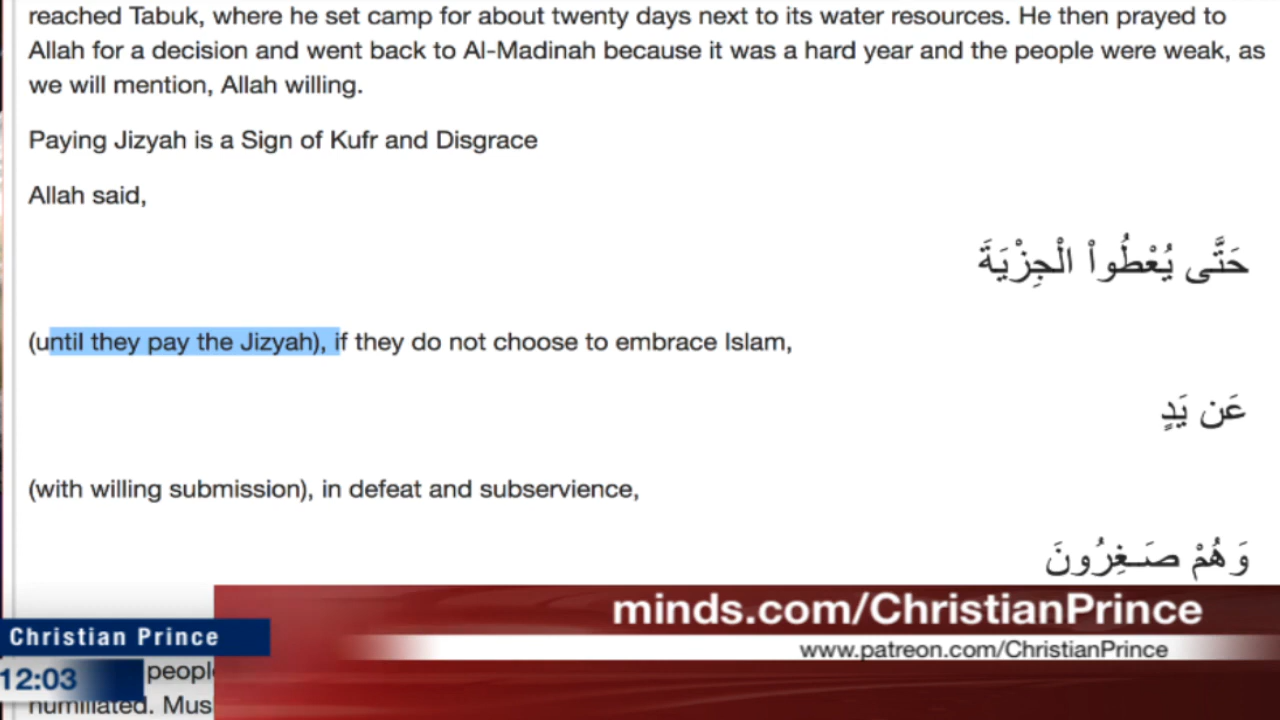 reached Tabuk, where he set camp for about twenty days next to its water resources. He then prayed to
Allah for a decision and went back to Al-Madinah because it was a hard year and the people were weak, as
we will mention, Allah willing.
Paying Jizyah is a Sign of Kufr and Disgrace
Allah said,
حَتَّى يُعْطُواْ الْجِزْيَةَ
(until they pay the Jizyah), if they do not choose to embrace Islam,
عَن يَدٍ
(with willing submission), in defeat and subservience,
وَهُمْ صَـغِرُونَ
minds.com/ChristianPrince
Christian Prince
www.patreon.com/ChristianPrince
12:03
humiliated. Mus